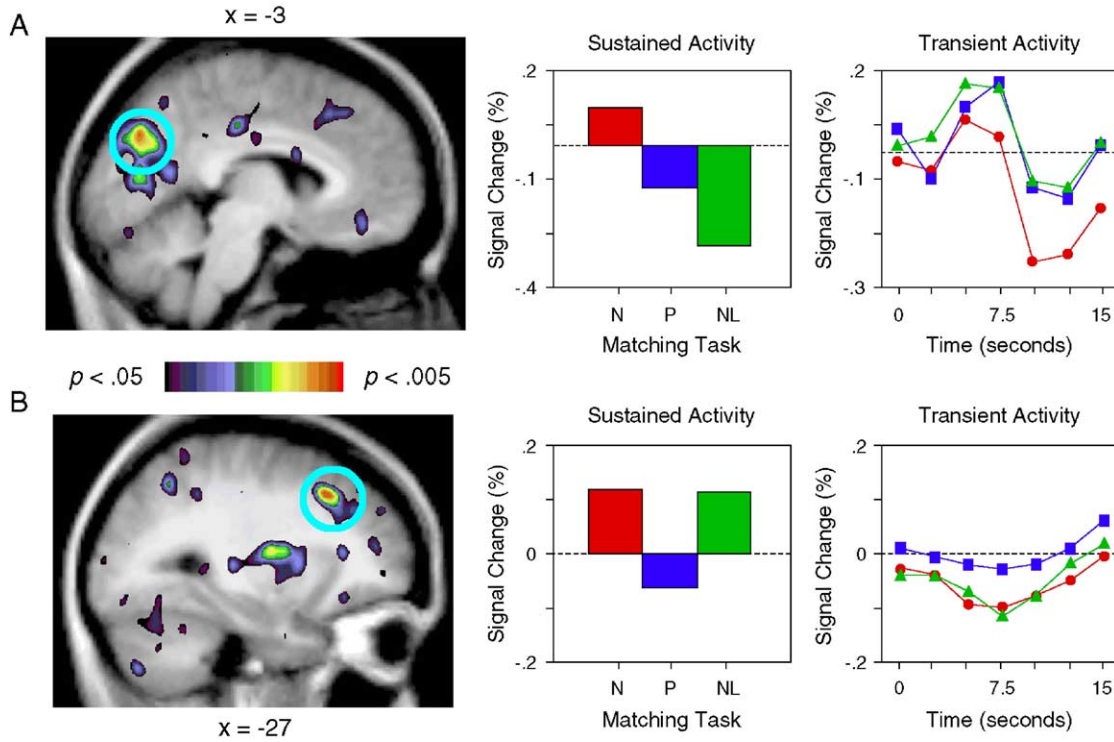 A
x = -3
Sustained Activity
Signal Change (%)
.2
-.1
-.4
N P NL
Matching Task
Transient Activity
Signal Change (%)
.2
-.1
-.3
0 7.5 15
Time (seconds)
p < .05 p < .005
B
x = -27
Sustained Activity
Signal Change (%)
.2
0
-.2
N P NL
Matching Task
Transient Activity
Signal Change (%)
.2
0
-.2
0 7.5 15
Time (seconds)